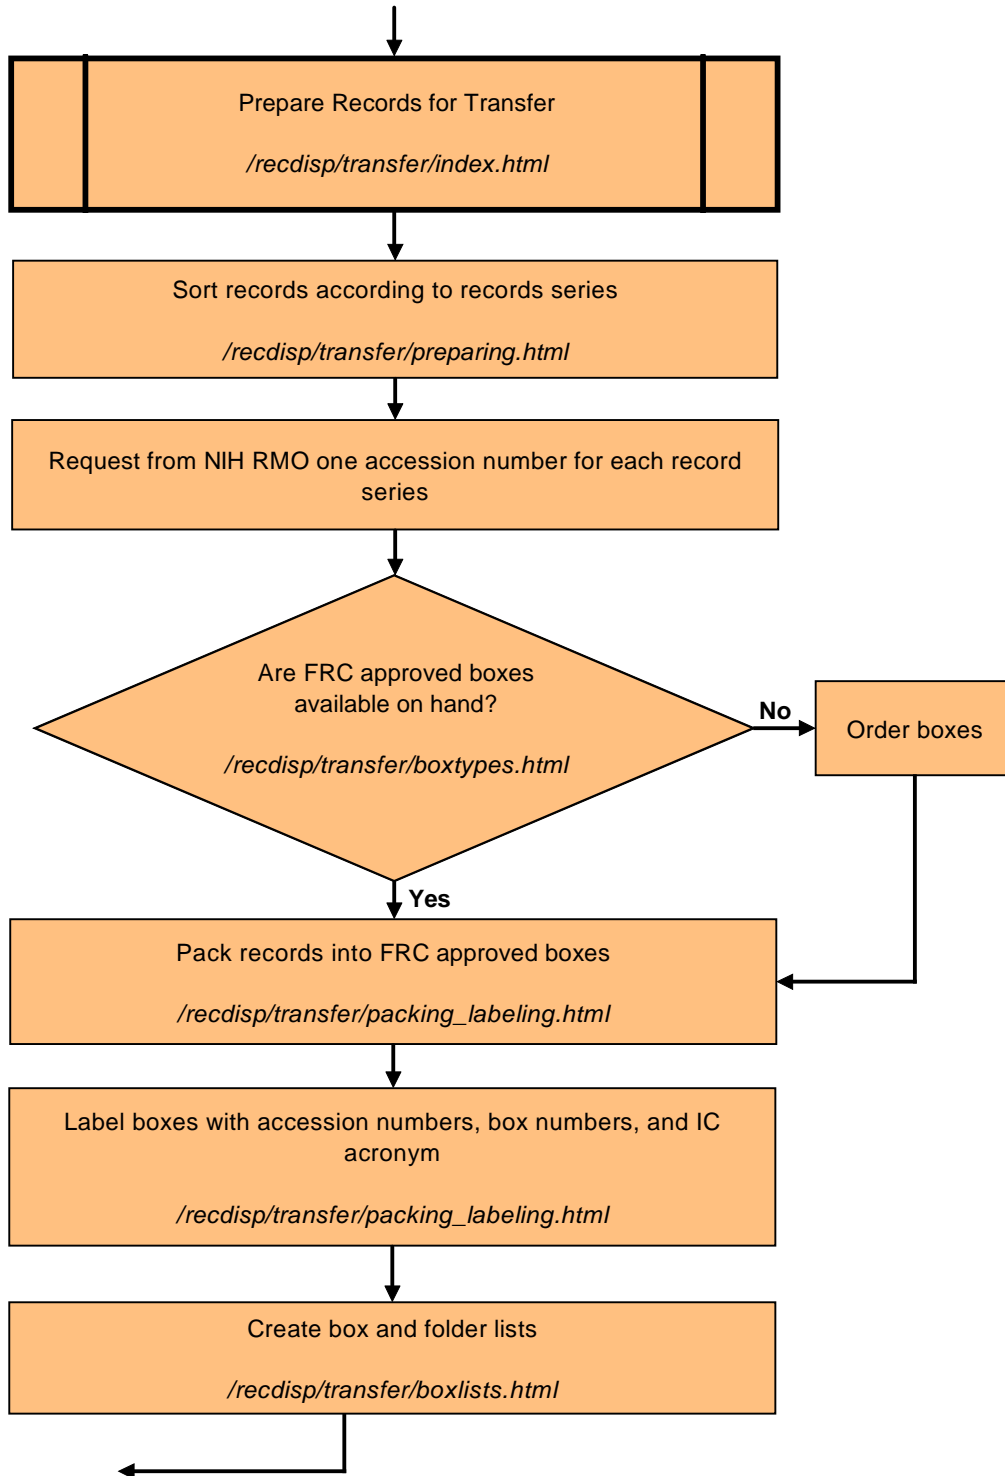 Prepare Records for Transfer
/recdisp/transfer/index.html
Sort records according to records series
/recdisp/transfer/preparing.html
Request from NIH RMO one accession number for each record
series
Are FRC approved boxes
available on hand?
/recdisp/transfer/boxtypes.html
No
Order boxes
Yes
Pack records into FRC approved boxes
/recdisp/transfer/packing_labeling.html
Label boxes with accession numbers, box numbers, and IC
acronym
/recdisp/transfer/packing_labeling.html
Create box and folder lists
/recdisp/transfer/boxlists.html